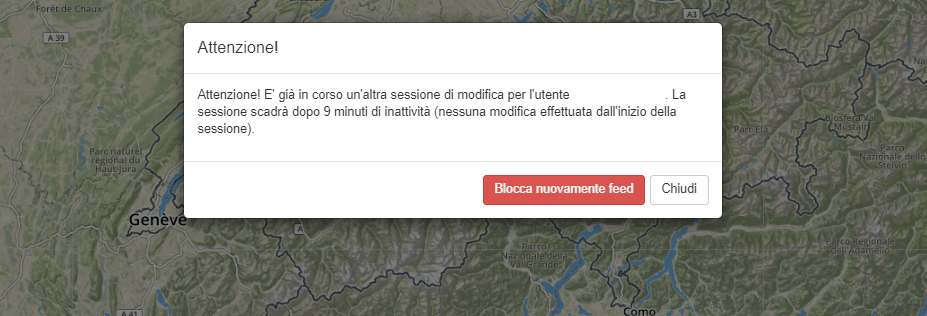 Forêt de Chaux
A 39
A3
Attenzione!
Attenzione! E' già in corso un'altra sessione di modifica per l'utente . La
sessione scadrà dopo 9 minuti di inattività (nessuna modifica effettuata dall'inizio della
sessione).
Blocca nuovamente feed
Chiudi
Parc Ela
Biosfera Val
Müstair
Parco
Nazionale dello
Stelvio
Parc naturel
régional du
Haut-Jura
Genève
Parco
Nazionale della
Val Grande
Parco Regionale
dell'Adamello
A 41
Como